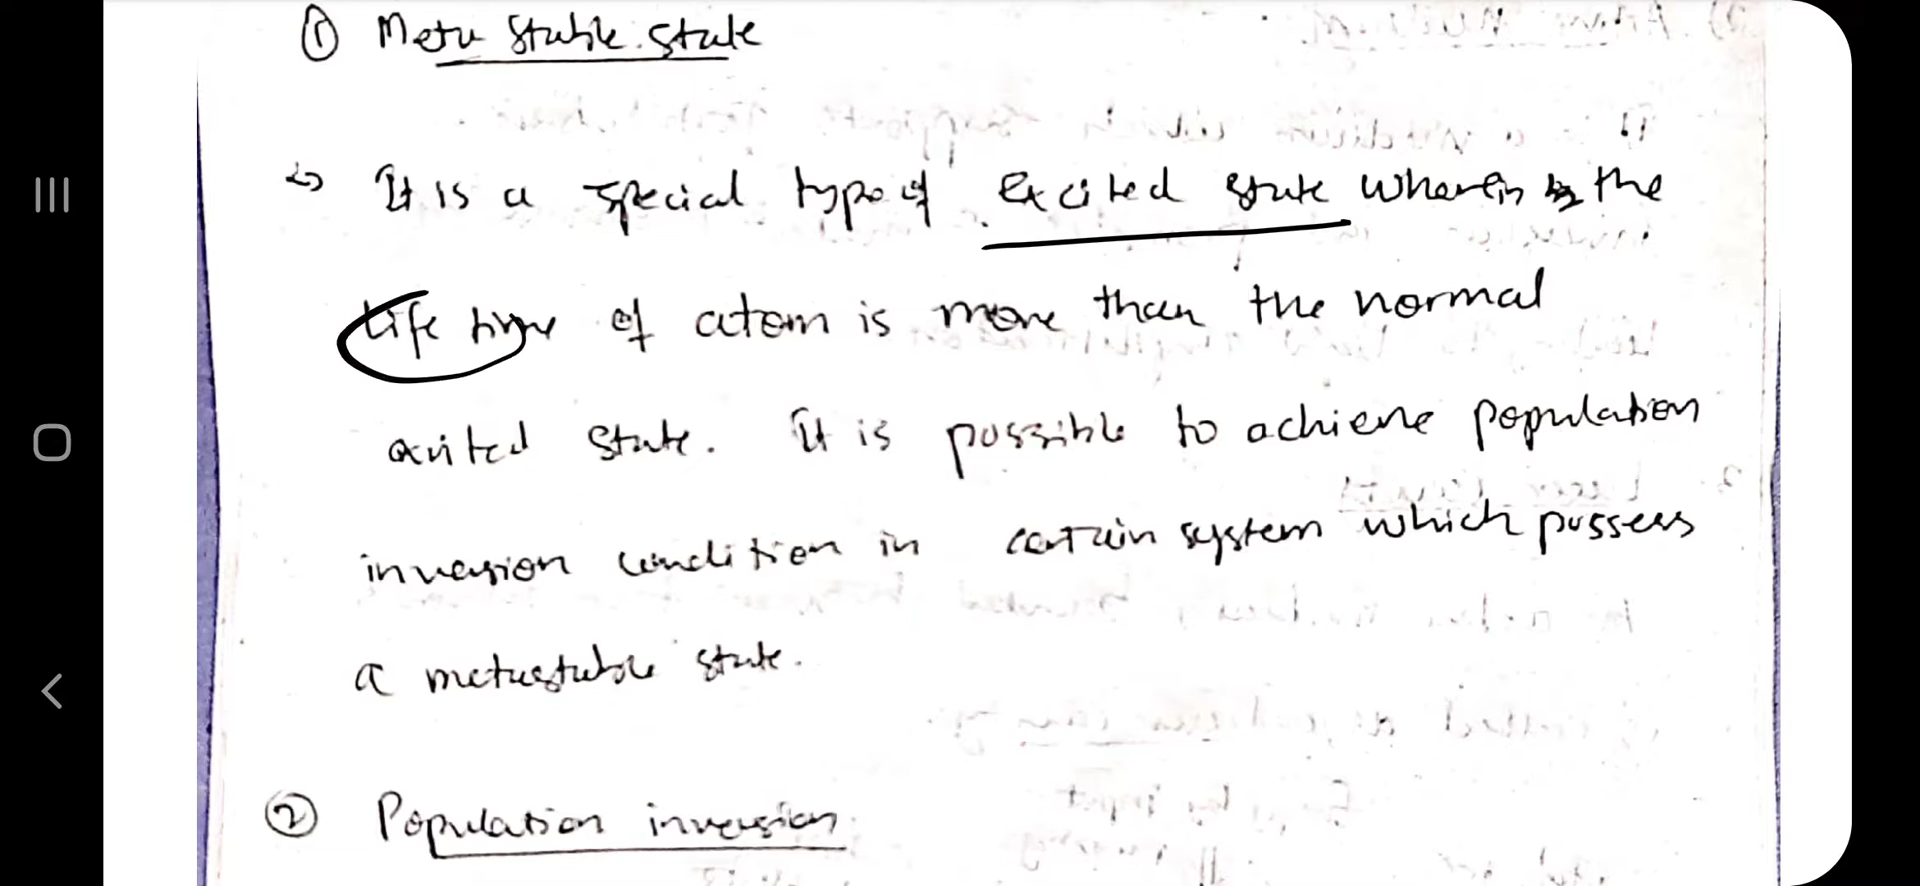 ① Meta Stable state
↳ It is a special type of excited state wherein the
life time of atom is more than the normal
exited state. It is possible to achieve population
inversion condition in certain system which possess
a metastable state.
② Population inversion